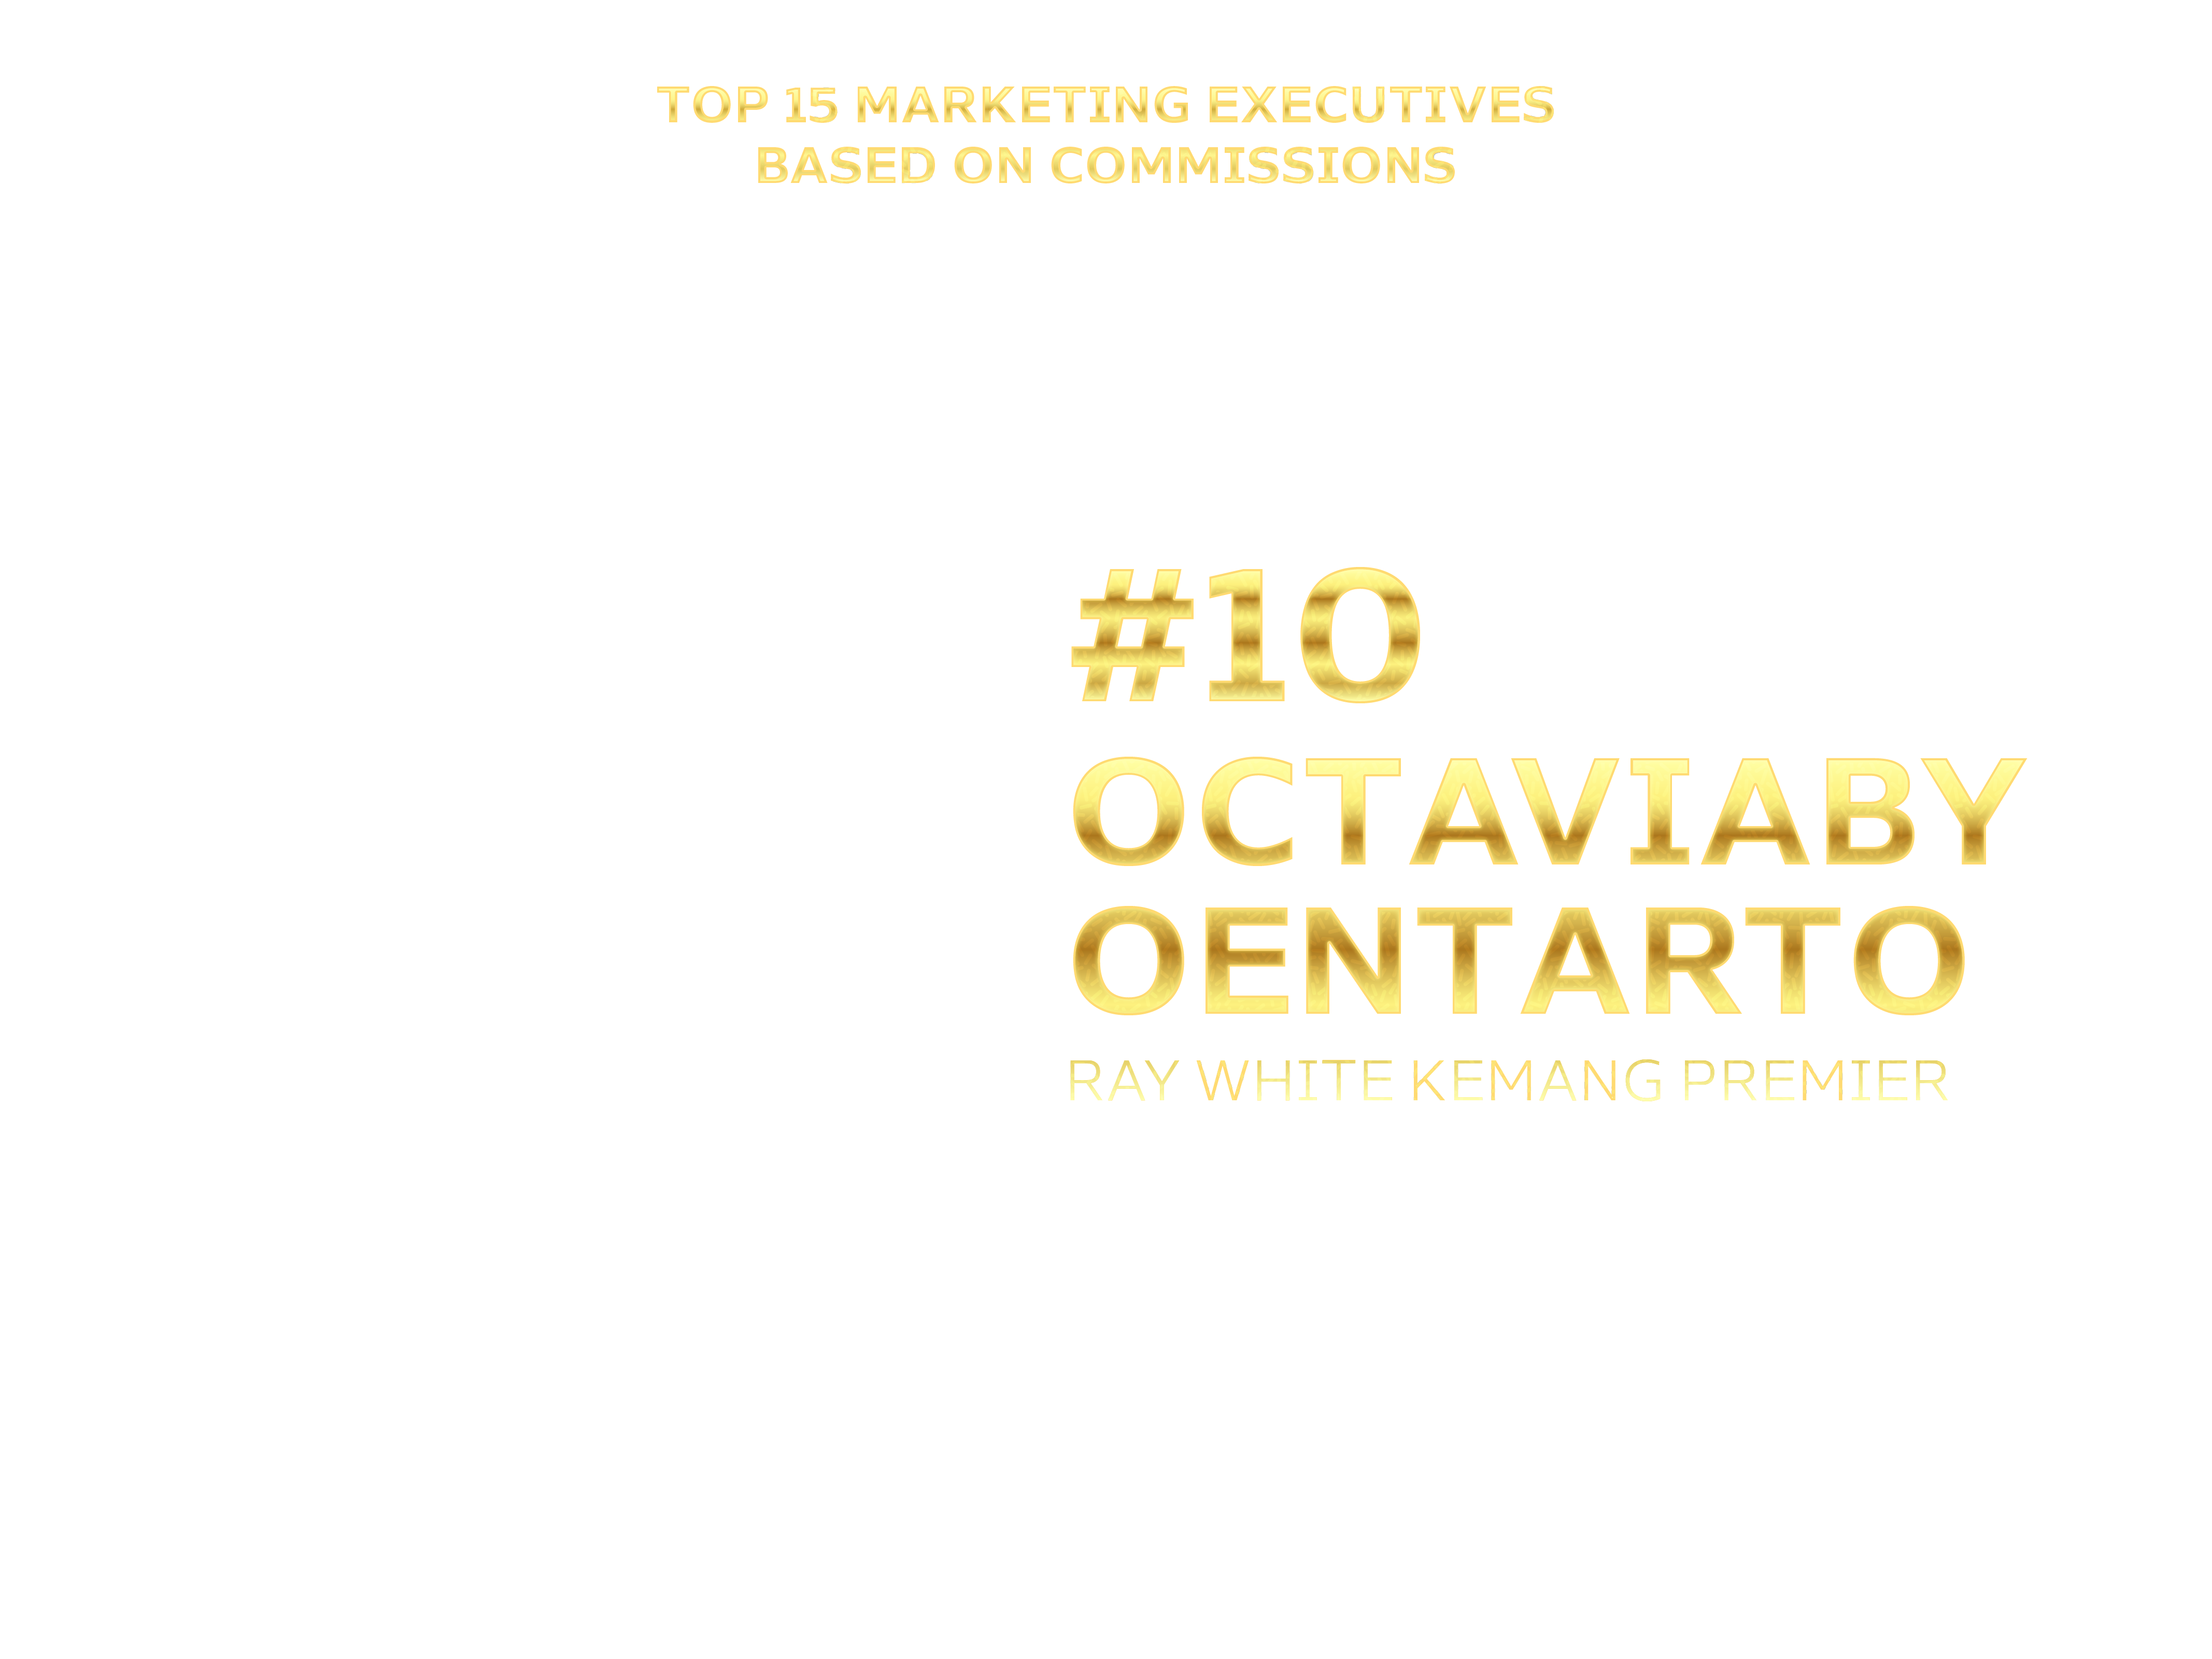 TOP 15 MARKETING EXECUTIVES
BASED ON COMMISSIONS
#10
OCTAVIABY
OENTARTO
RAY WHITE KEMANG PREMIER